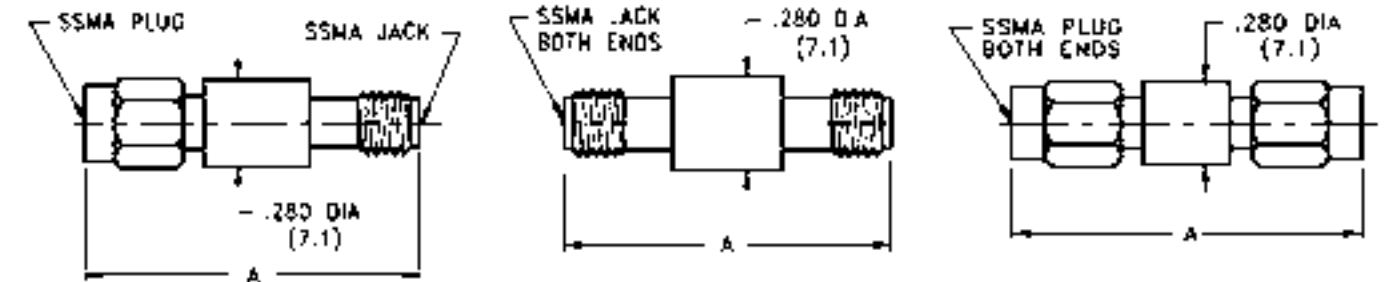 SSMA PLUG
SSMA JACK
.280 DIA
(7.1)
A
SSMA JACK
BOTH ENDS
.280 DIA
(7.1)
A
SSMA PLUG
BOTH ENDS
.280 DIA
(7.1)
A